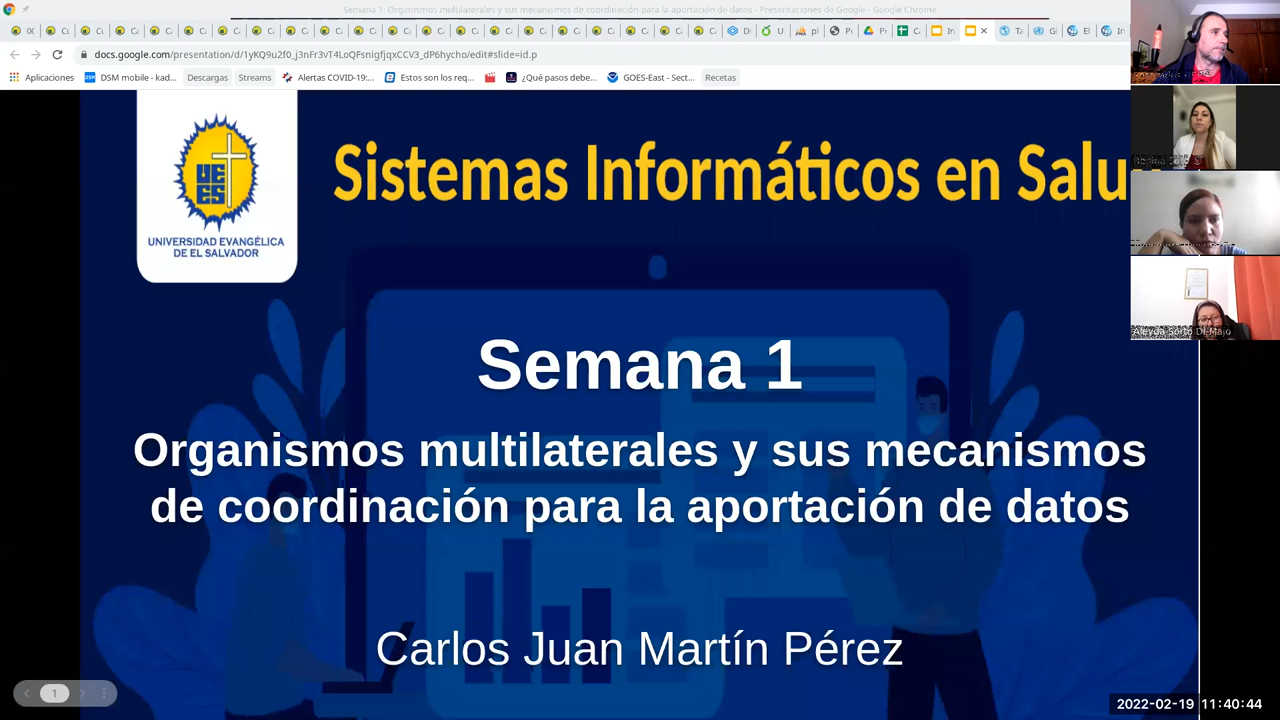 Semana 1: Organismos multilaterales y sus mecanismos de coordinación para la aportación de datos - Presentaciones de Google - Google Chrome
docs.google.com/presentation/d/1yKQ9u2f0_j3nFr3vT4LoQFsnigfjqxCCV3_dP6hycho/edit#slide=id.p
Aplicaciones
DSM mobile - kad...
Descargas
Streams
Alertas COVID-19:...
Estos son los req...
¿Qué pasos debe...
GOES-East - Sect...
Recetas
UEES
UNIVERSIDAD EVANGÉLICA
DE EL SALVADOR
Sistemas Informáticos en Salu
Semana 1
Organismos multilaterales y sus mecanismos
de coordinación para la aportación de datos
Carlos Juan Martín Pérez
Aleyda Sorto Di Majo
1
2022-02-19 11:40:44